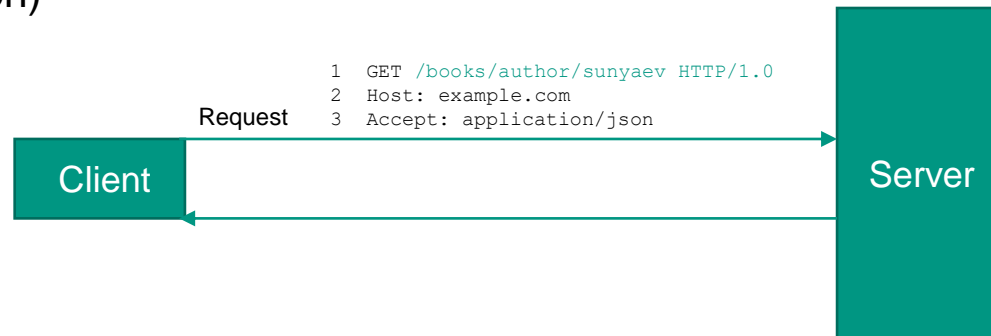 1 GET /books/author/sunyaev HTTP/1.0
2 Host: example.com
Request 3 Accept: application/json
Client
Server